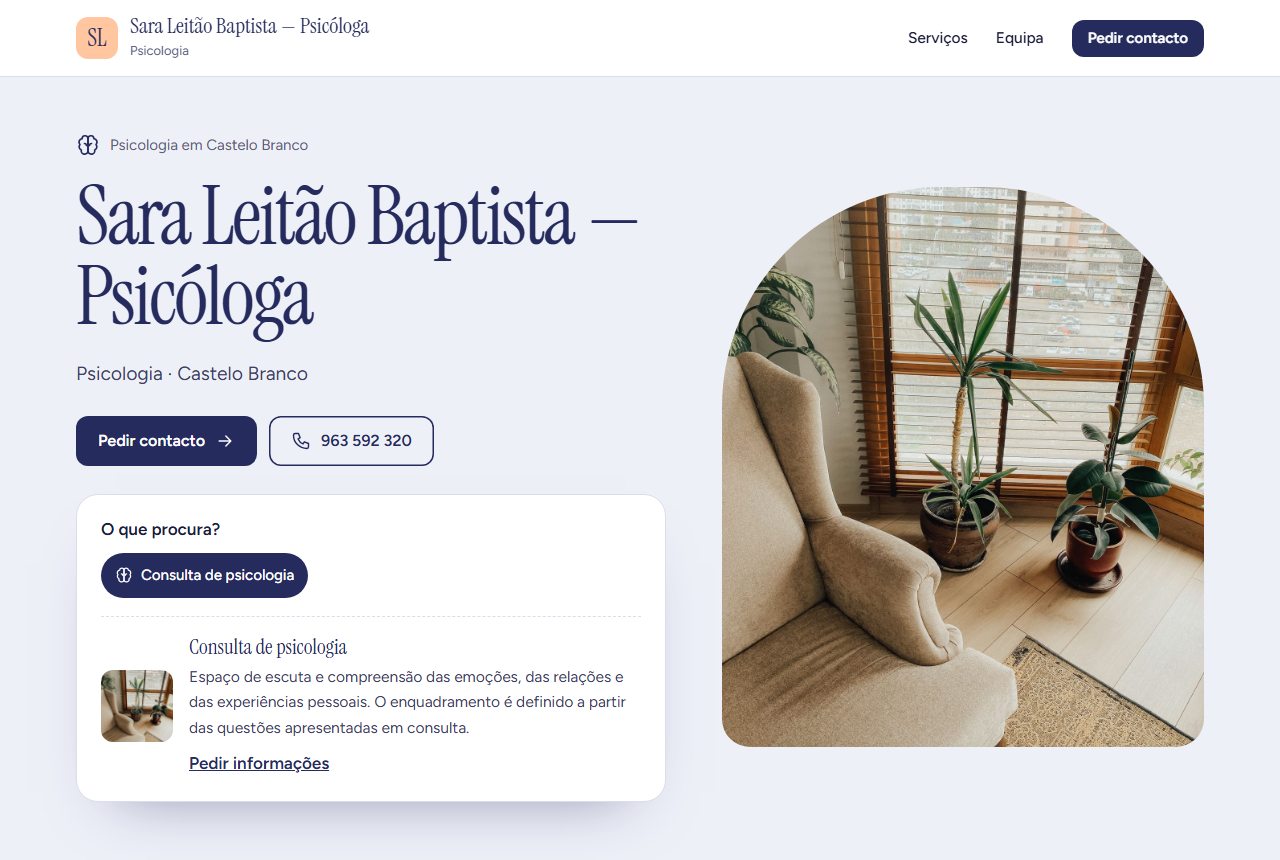 SL
Sara Leitão Baptista — Psicóloga
Psicologia
Serviços
Equipa
Pedir contacto
Psicologia em Castelo Branco
Sara Leitão Baptista —
Psicóloga
Psicologia · Castelo Branco
Pedir contacto →
963 592 320
O que procura?
Consulta de psicologia
Consulta de psicologia
Espaço de escuta e compreensão das emoções, das relações e
das experiências pessoais. O enquadramento é definido a partir
das questões apresentadas em consulta.
Pedir informações